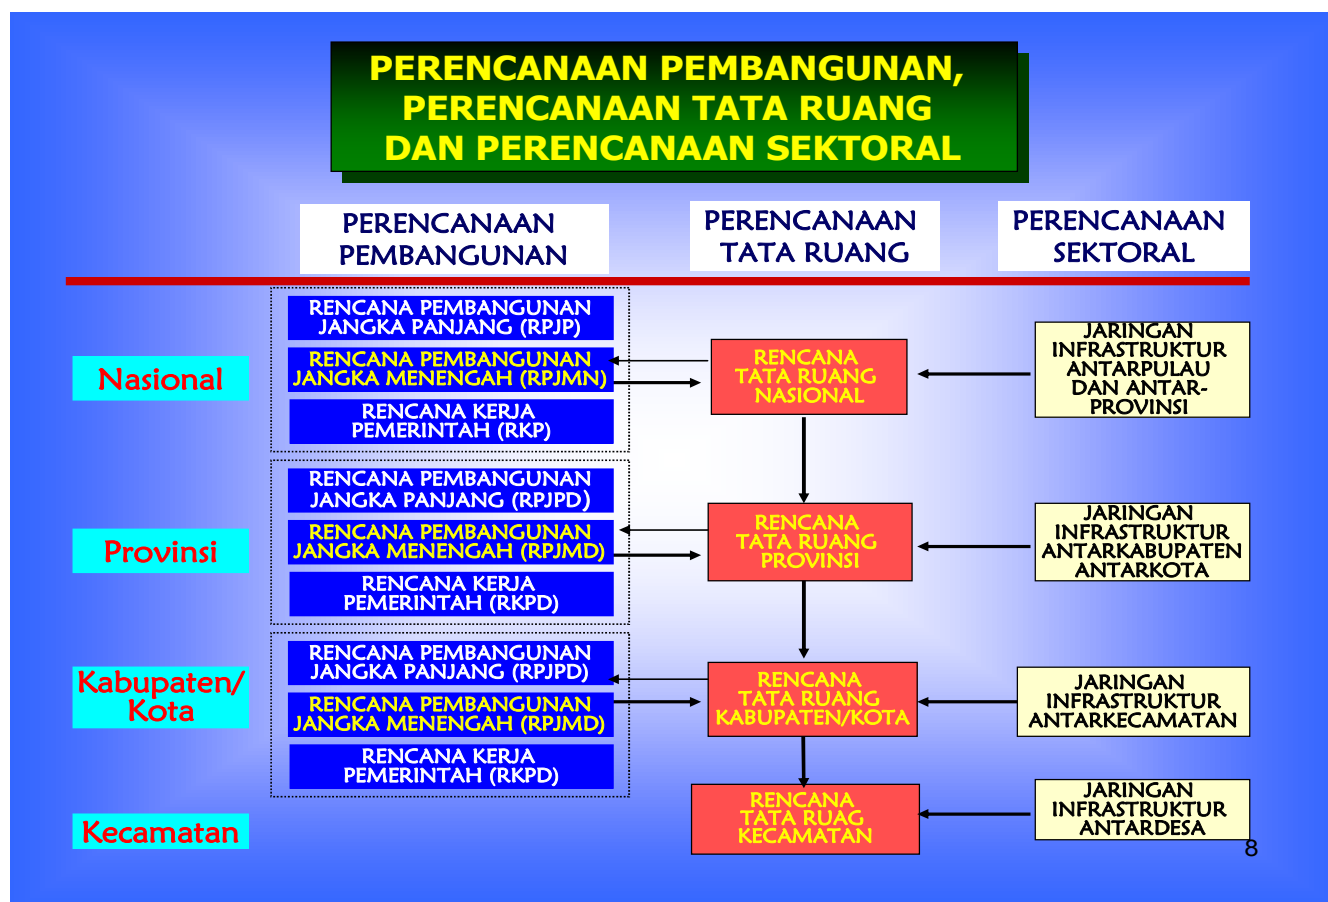 PERENCANAAN PEMBANGUNAN,
PERENCANAAN TATA RUANG
DAN PERENCANAAN SEKTORAL
PERENCANAAN
PEMBANGUNAN
PERENCANAAN
TATA RUANG
PERENCANAAN
SEKTORAL
Nasional
RENCANA PEMBANGUNAN
JANGKA PANJANG (RPJP)
RENCANA PEMBANGUNAN
JANGKA MENENGAH (RPJMN)
RENCANA KERJA
PEMERINTAH (RKP)
RENCANA
TATA RUANG
NASIONAL
JARINGAN
INFRASTRUKTUR
ANTARPULAU
DAN ANTAR-
PROVINSI
Provinsi
RENCANA PEMBANGUNAN
JANGKA PANJANG (RPJPD)
RENCANA PEMBANGUNAN
JANGKA MENENGAH (RPJMD)
RENCANA KERJA
PEMERINTAH (RKPD)
RENCANA
TATA RUANG
PROVINSI
JARINGAN
INFRASTRUKTUR
ANTARKABUPATEN
ANTARKOTA
Kabupaten/
Kota
RENCANA PEMBANGUNAN
JANGKA PANJANG (RPJPD)
RENCANA PEMBANGUNAN
JANGKA MENENGAH (RPJMD)
RENCANA KERJA
PEMERINTAH (RKPD)
RENCANA
TATA RUANG
KABUPATEN/KOTA
JARINGAN
INFRASTRUKTUR
ANTARKECAMATAN
Kecamatan
RENCANA
TATA RUAG
KECAMATAN
JARINGAN
INFRASTRUKTUR
ANTARDESA
8